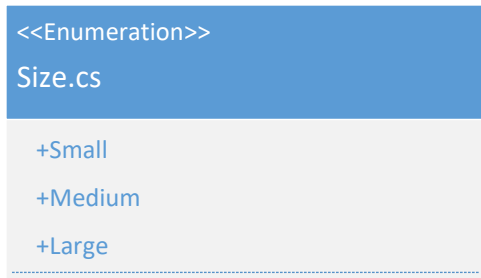 <<Enumeration>>
Size.cs
+Small
+Medium
+Large